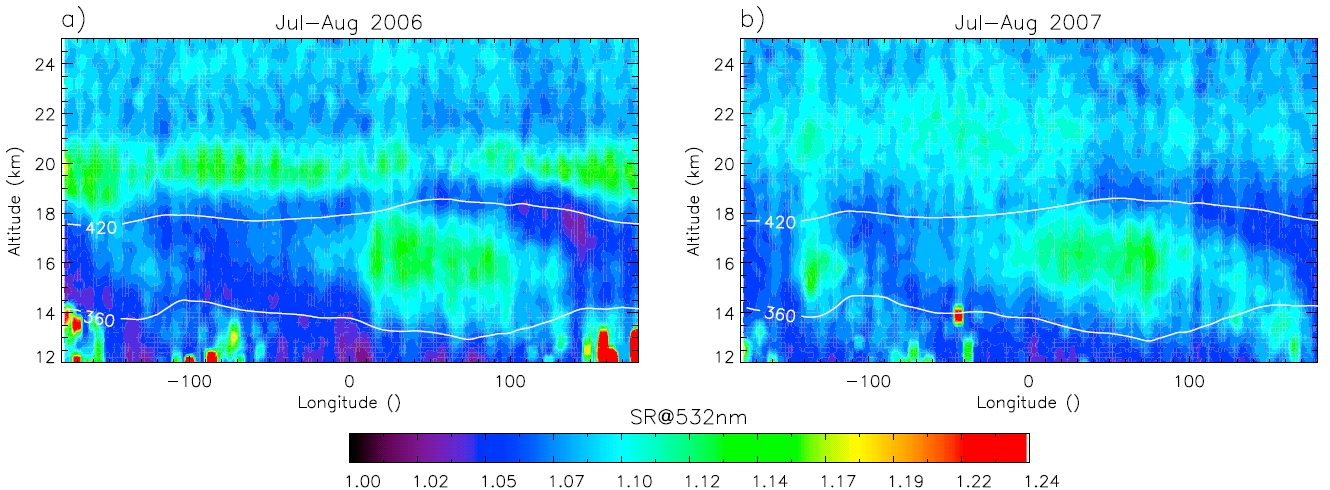 a)
Jul−Aug 2006
24
22
20
18
16
14
12
Altitude (km)
420
360
−100
0
100
Longitude ()
b)
Jul−Aug 2007
24
22
20
18
16
14
12
Altitude (km)
420
360
−100
0
100
Longitude ()
SR@532nm
1.00 1.02 1.05 1.07 1.10 1.12 1.14 1.17 1.19 1.22 1.24